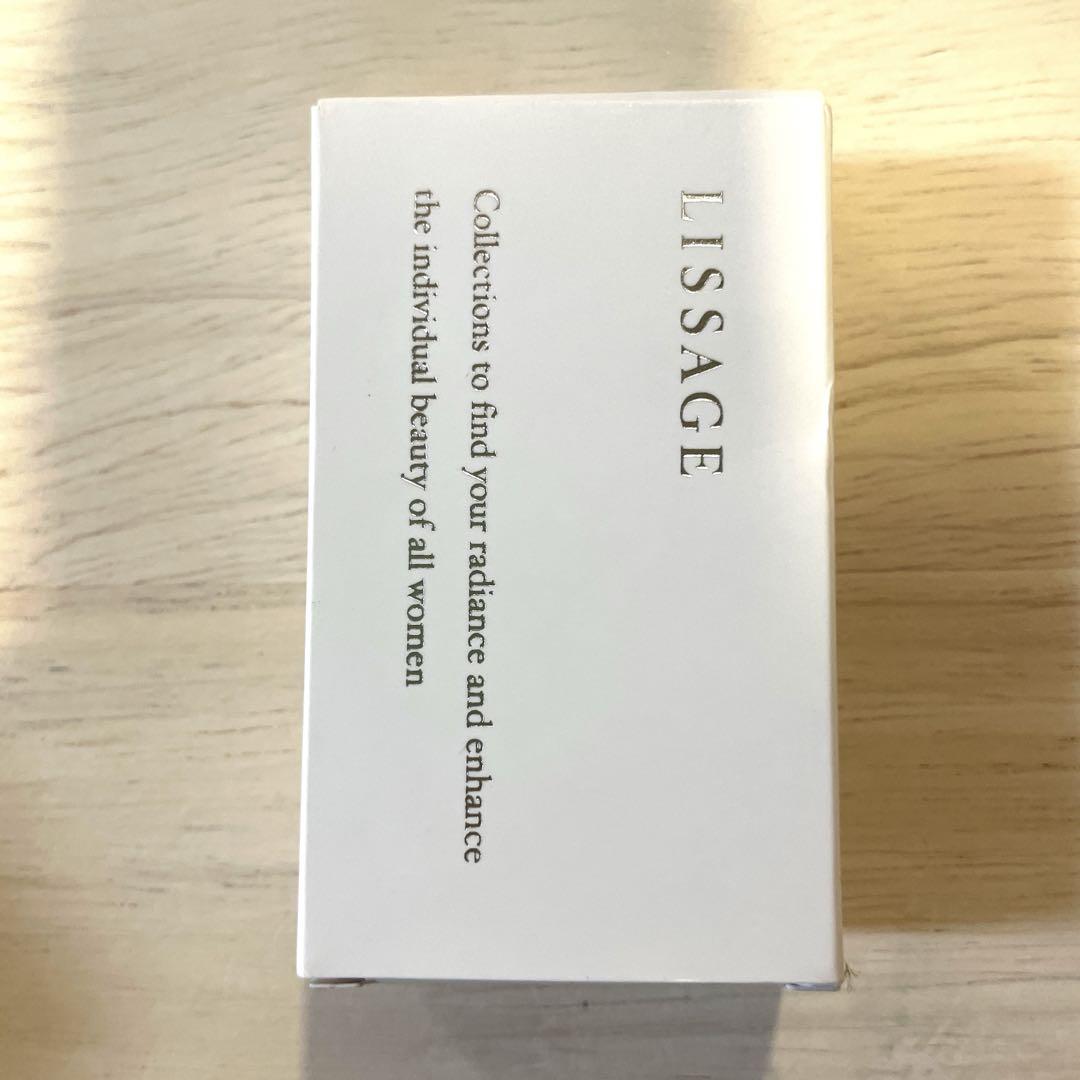 LISSAGE
Collections to find your radiance and enhance
the individual beauty of all women